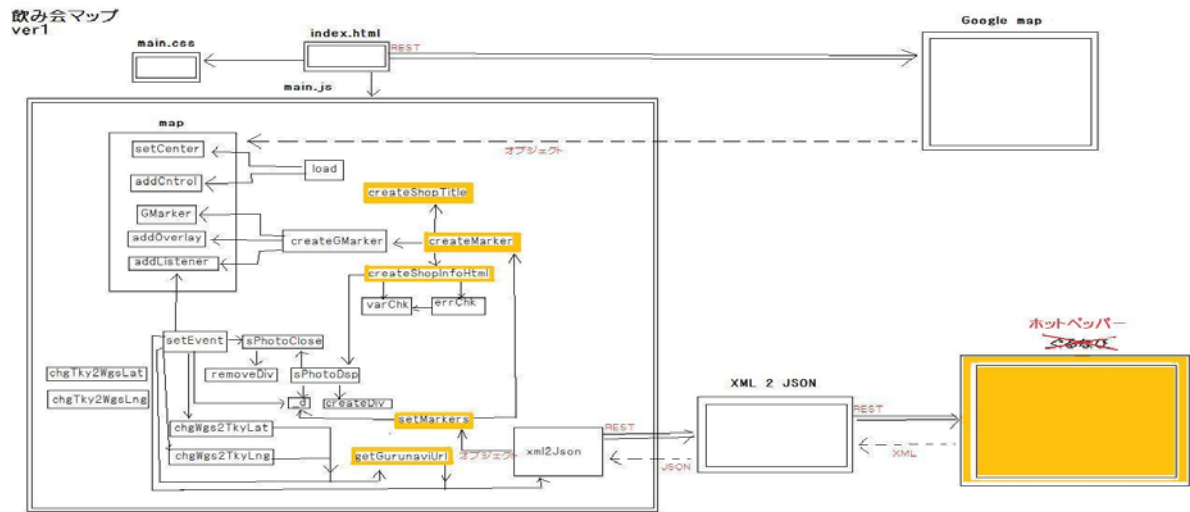 飲み会マップ
ver1
Google map
index.html
main.css
REST
main.js
map
setCenter
オブジェクト
load
addCntrol
createShopTitle
GMarker
addOverlay
createGMarker
createMarker
addListener
createShopInfoHtml
varChk
errChk
ホットペッパー
ぐるなび
setEvent
sPhotoClose
chgTky2WgsLat
removeDiv
sPhotoDsp
XML 2 JSON
chgTky2WgsLng
_d
createDiv
setMarkers
REST
REST
chgWgs2TkyLat
chgWgs2TkyLng
getGurunaviUrl
オブジェクト
xml2Json
JSON
XML